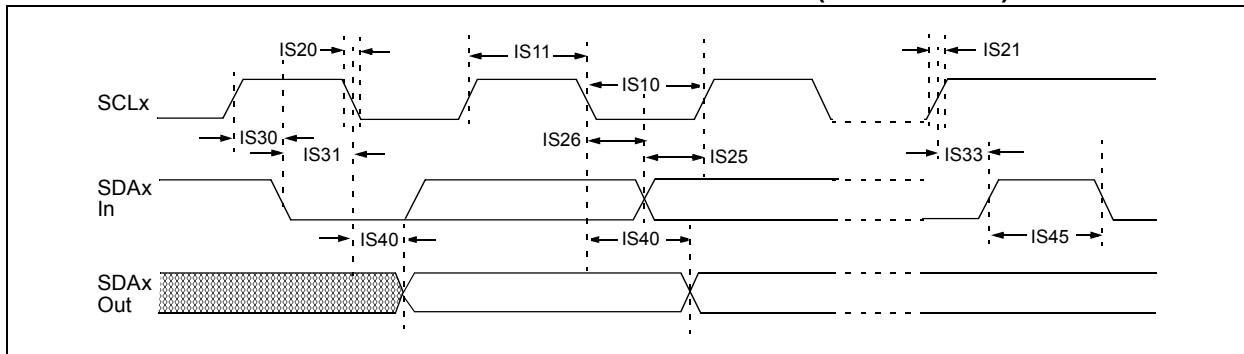 IS20
IS11
IS10
IS21
SCLx
IS30
IS31
IS26
IS25
IS33
SDAx
In
IS40
IS40
IS45
SDAx
Out